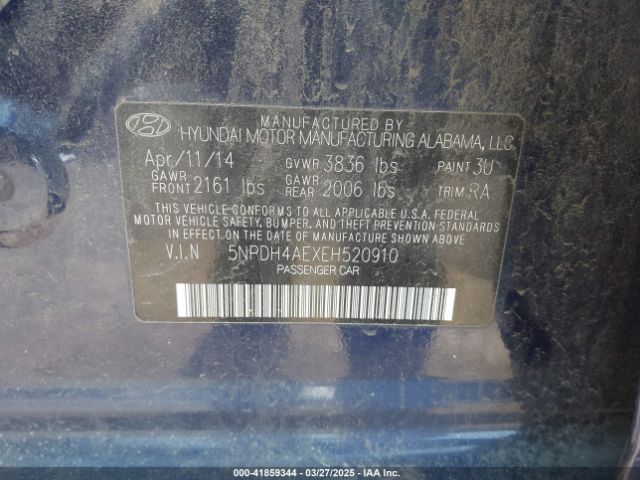 MANUFACTURED BY
HYUNDAI MOTOR MANUFACTURING ALABAMA, LLC
Apr/11/14 GVWR 3836 lbs PAINT 3U
GAWR FRONT 2161 lbs GAWR REAR 2006 lbs TRIM RA
THIS VEHICLE CONFORMS TO ALL APPLICABLE U.S.A. FEDERAL
MOTOR VEHICLE SAFETY, BUMPER, AND THEFT PREVENTION STANDARDS
IN EFFECT ON THE DATE OF MANUFACTURE SHOWN ABOVE.
V.I.N 5NPDH4AEXEH520910
PASSENGER CAR
000-41859344 | 03/27/2025 | IAA Inc.